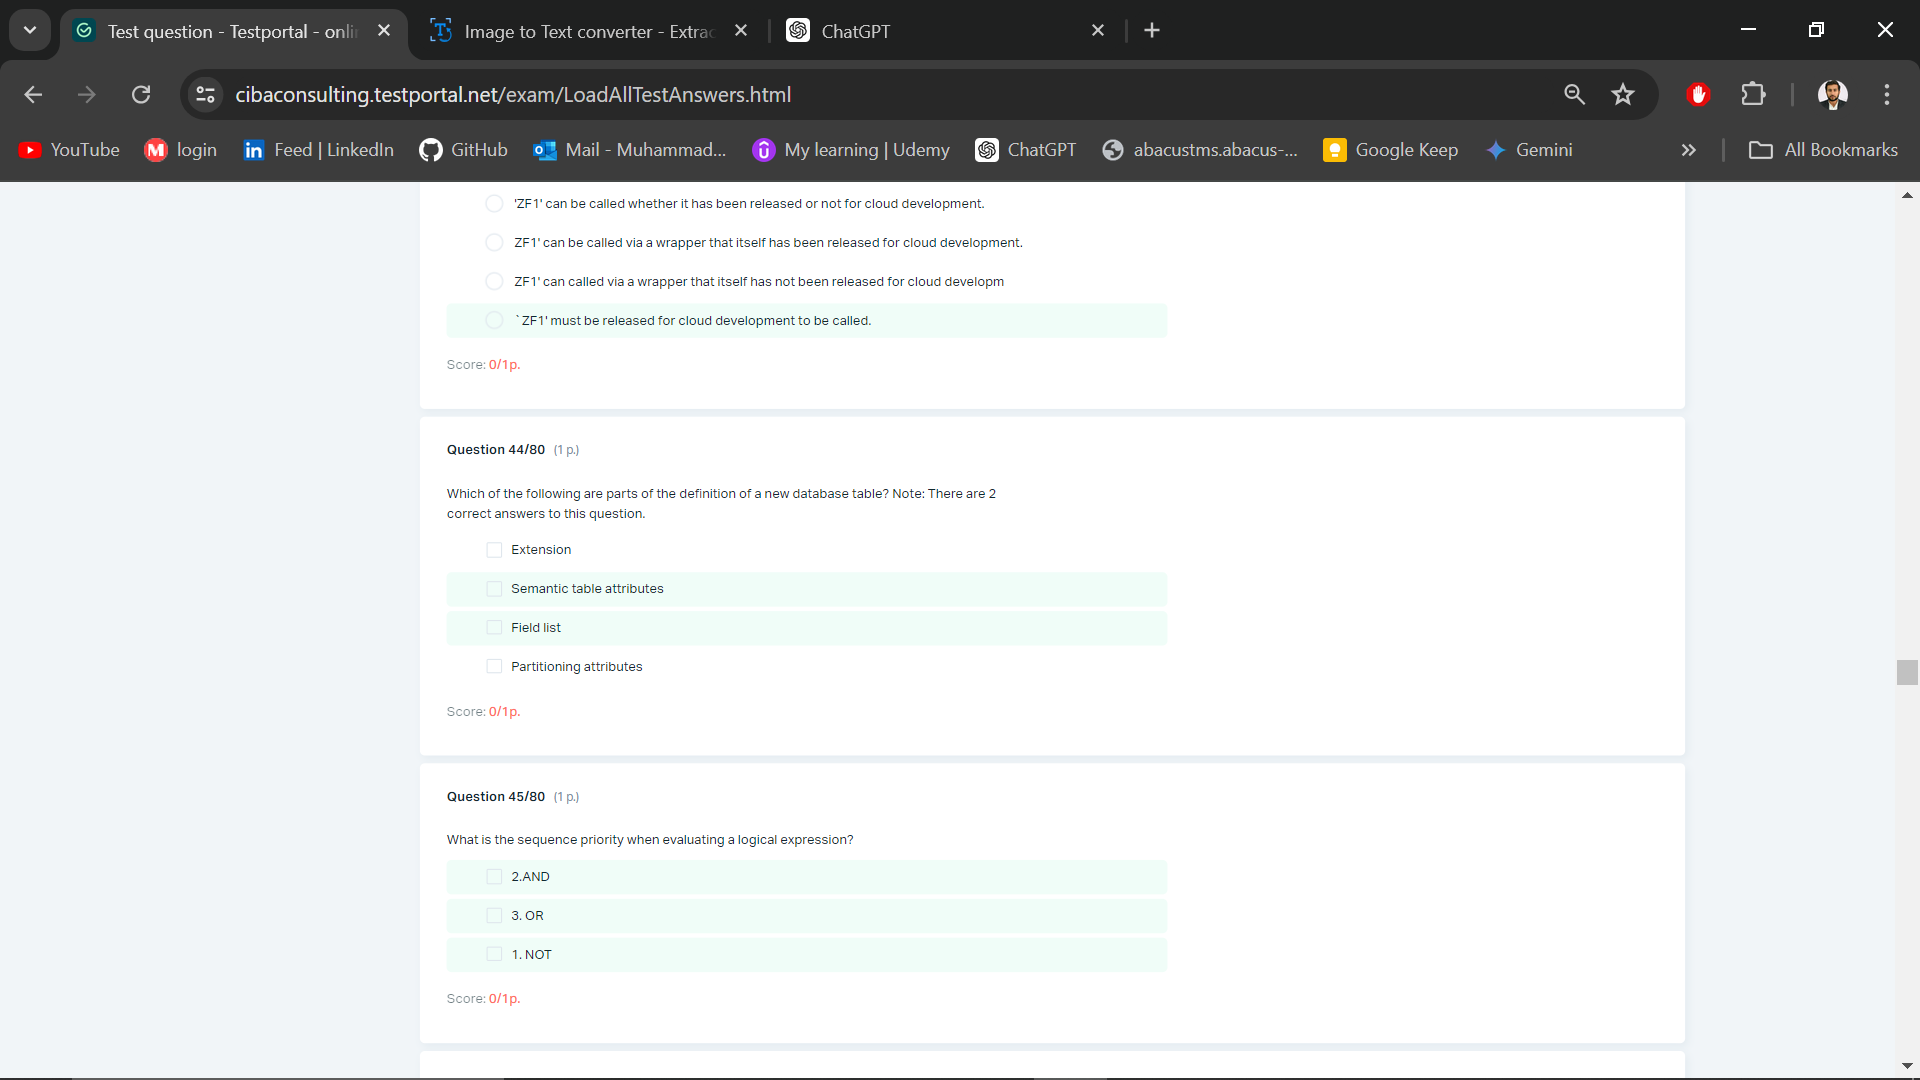 Test question - Testportal - onli
Image to Text converter - Extrac
ChatGPT
cibaconsulting.testportal.net/exam/LoadAllTestAnswers.html
YouTube
login
Feed | LinkedIn
GitHub
Mail - Muhammad...
My learning | Udemy
ChatGPT
abacustms.abacus-...
Google Keep
Gemini
All Bookmarks
'ZF1' can be called whether it has been released or not for cloud development.
ZF1' can be called via a wrapper that itself has been released for cloud development.
ZF1' can called via a wrapper that itself has not been released for cloud developm
`ZF1' must be released for cloud development to be called.
Score: 0/1p.
Question 44/80 (1 p.)
Which of the following are parts of the definition of a new database table? Note: There are 2
correct answers to this question.
Extension
Semantic table attributes
Field list
Partitioning attributes
Score: 0/1p.
Question 45/80 (1 p.)
What is the sequence priority when evaluating a logical expression?
2.AND
3. OR
1. NOT
Score: 0/1p.